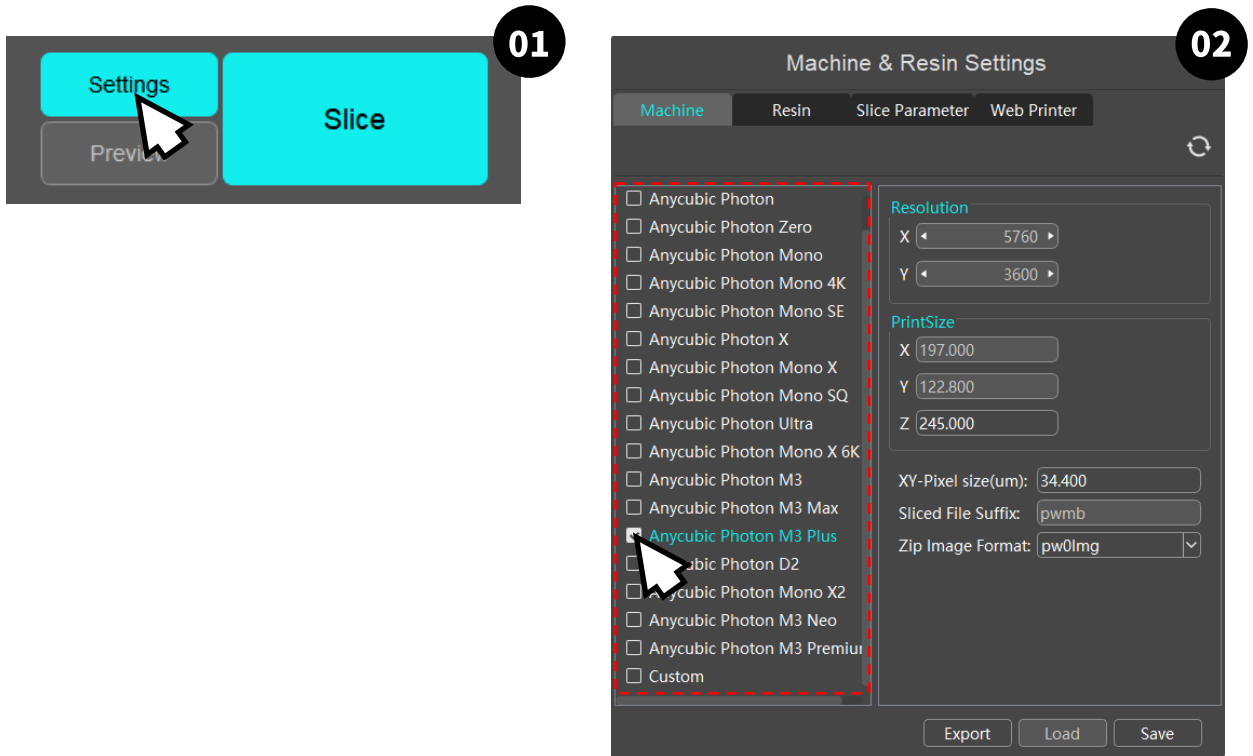 01
Settings
Slice
02
Machine & Resin Settings
Machine Resin Slice Parameter Web Printer
Anycubic Photon
Anycubic Photon Zero
Anycubic Photon Mono
Anycubic Photon Mono 4K
Anycubic Photon Mono SE
Anycubic Photon X
Anycubic Photon Mono X
Anycubic Photon Mono SQ
Anycubic Photon Ultra
Anycubic Photon Mono X 6K
Anycubic Photon M3
Anycubic Photon M3 Max
Anycubic Photon M3 Plus
Photon D2
Anycubic Photon Mono X2
Anycubic Photon M3 Neo
Anycubic Photon M3
Custom
Resolution
X 5760
Y 3600
PrintSize
X 197.000
Y 122.800
Z 245.000
XY-Pixel size(um): 34.400
Sliced File Suffix: pwmb
Zip Image Format: pw0Img
Export Load Save